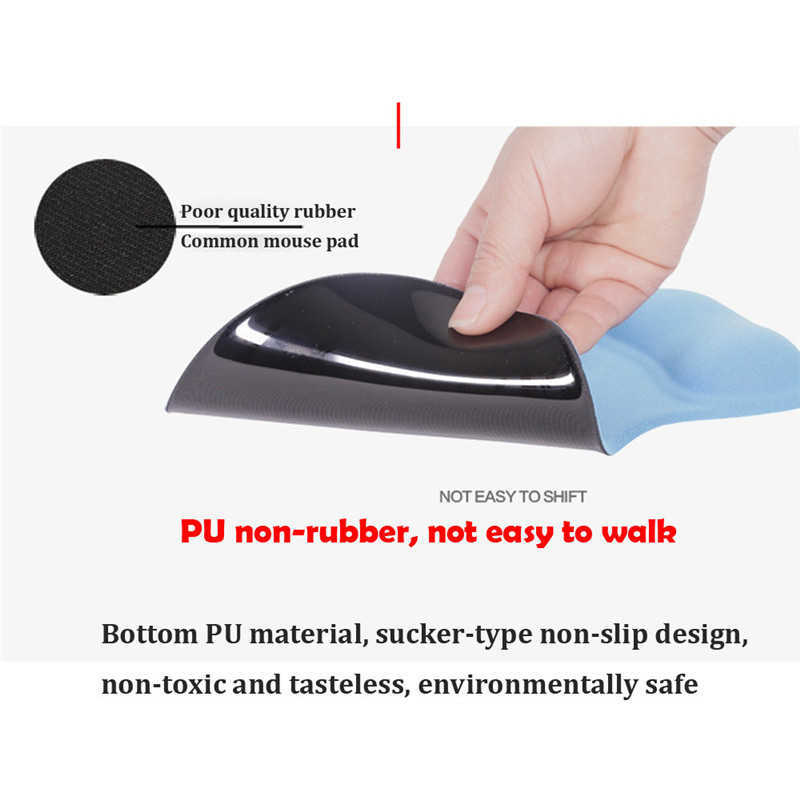 Poor quality rubber
Common mouse pad
NOT EASY TO SHIFT
PU non-rubber, not easy to walk
Bottom PU material, sucker-type non-slip design,
non-toxic and tasteless, environmentally safe